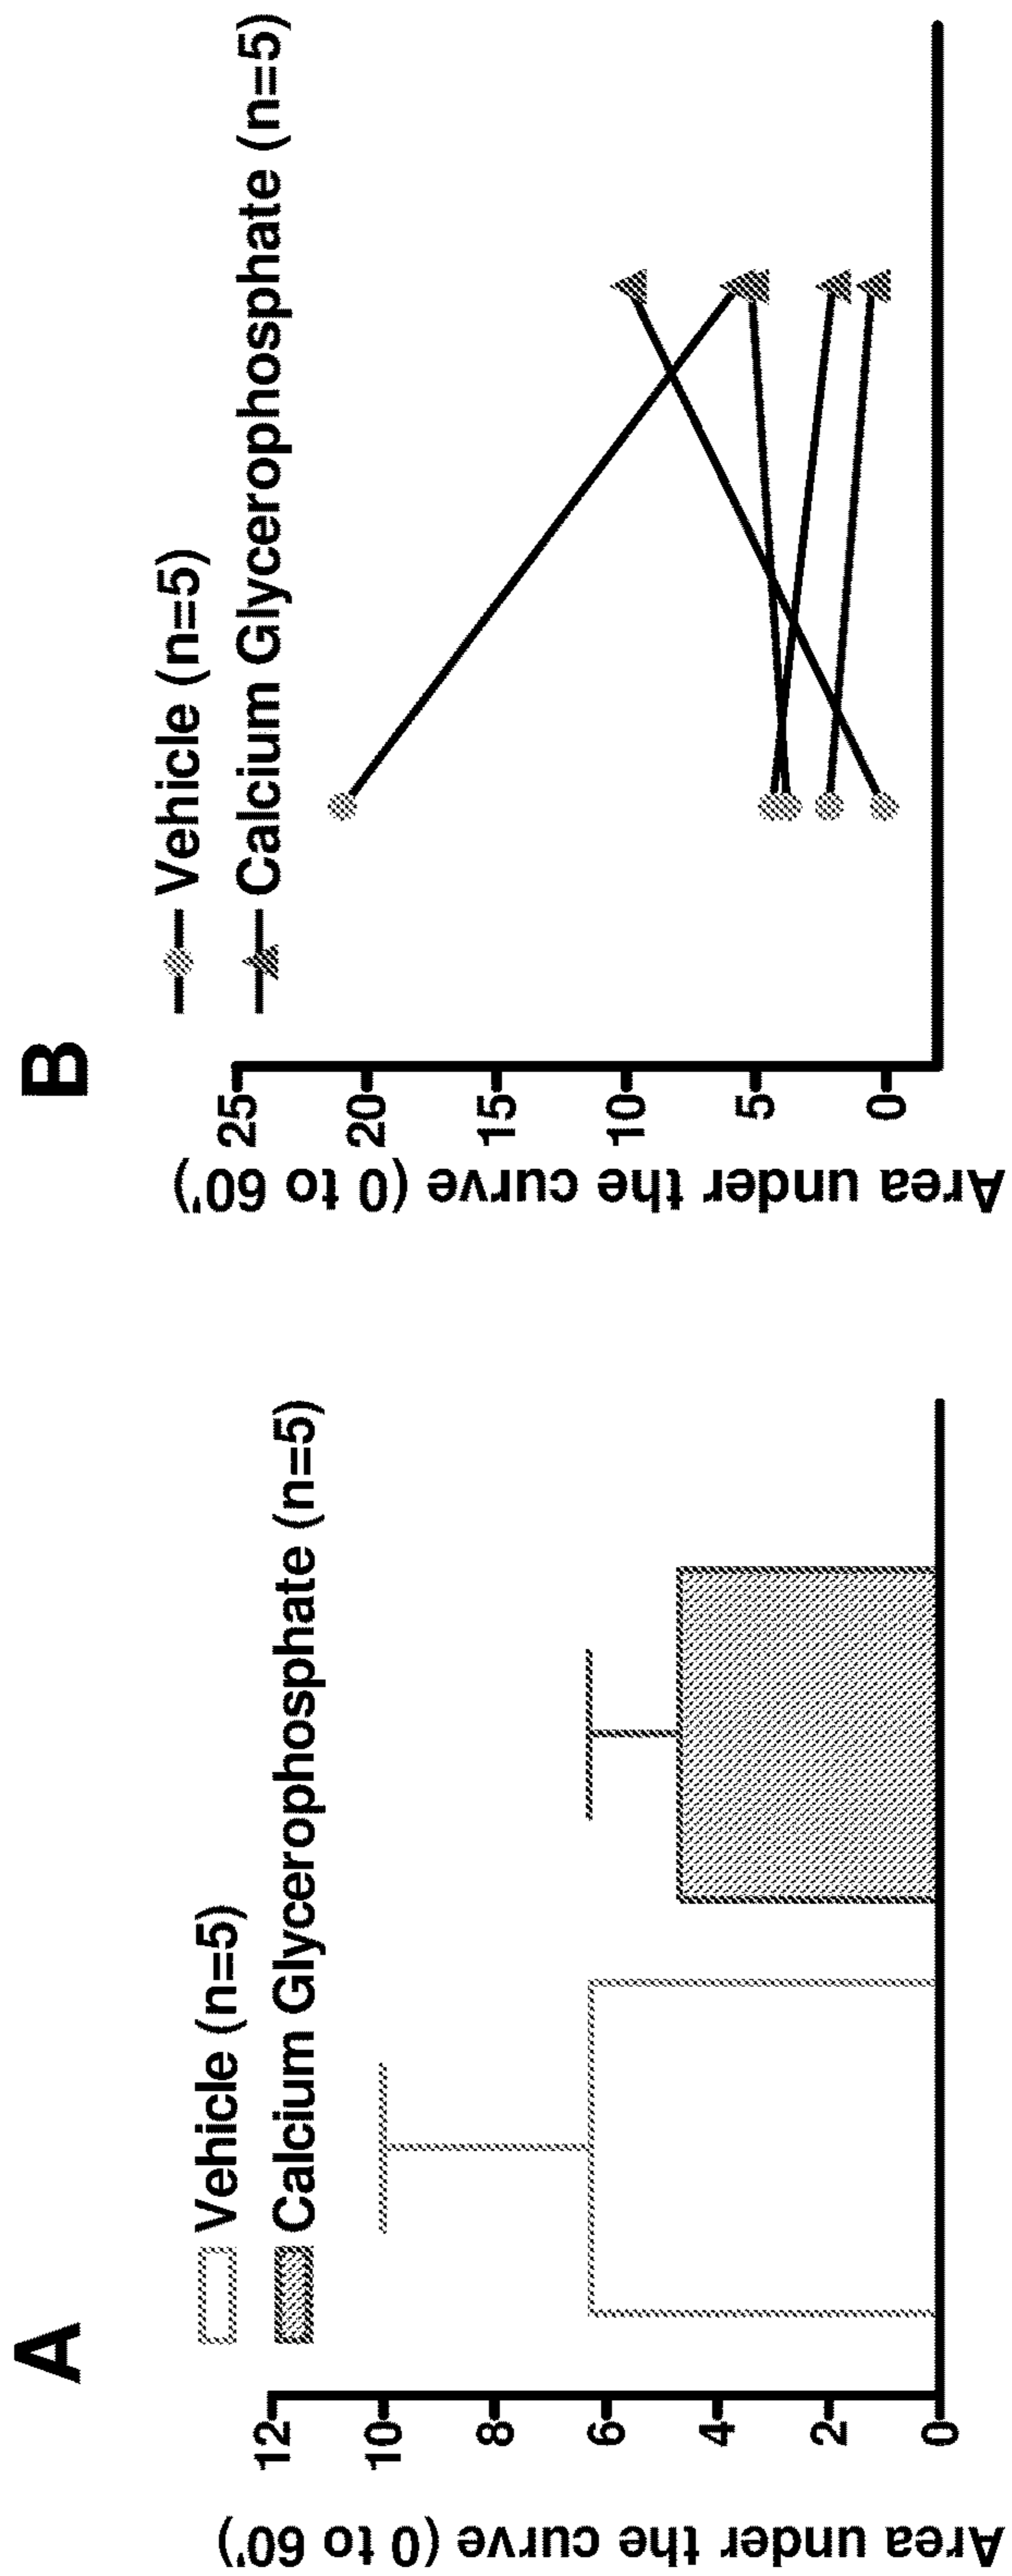 A
Vehicle (n=5)
Calcium Glycerophosphate (n=5)
12
10
8
6
4
2
0
Area under the curve (0 to 60')
B
Vehicle (n=5)
Calcium Glycerophosphate (n=5)
25
20
15
10
5
0
Area under the curve (0 to 60')